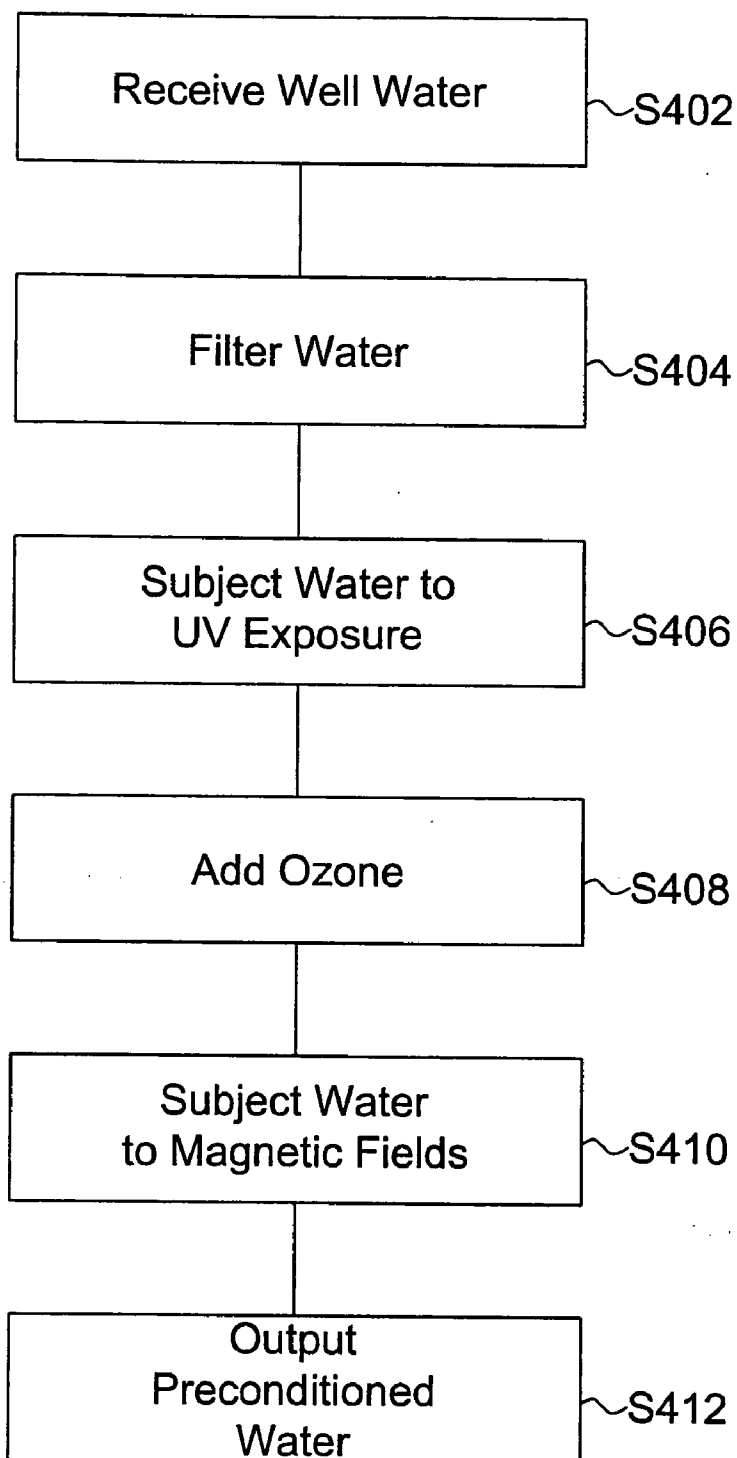 Receive Well Water
S402
Filter Water
S404
Subject Water to
UV Exposure
S406
Add Ozone
S408
Subject Water
to Magnetic Fields
S410
Output
Preconditioned
Water
S412